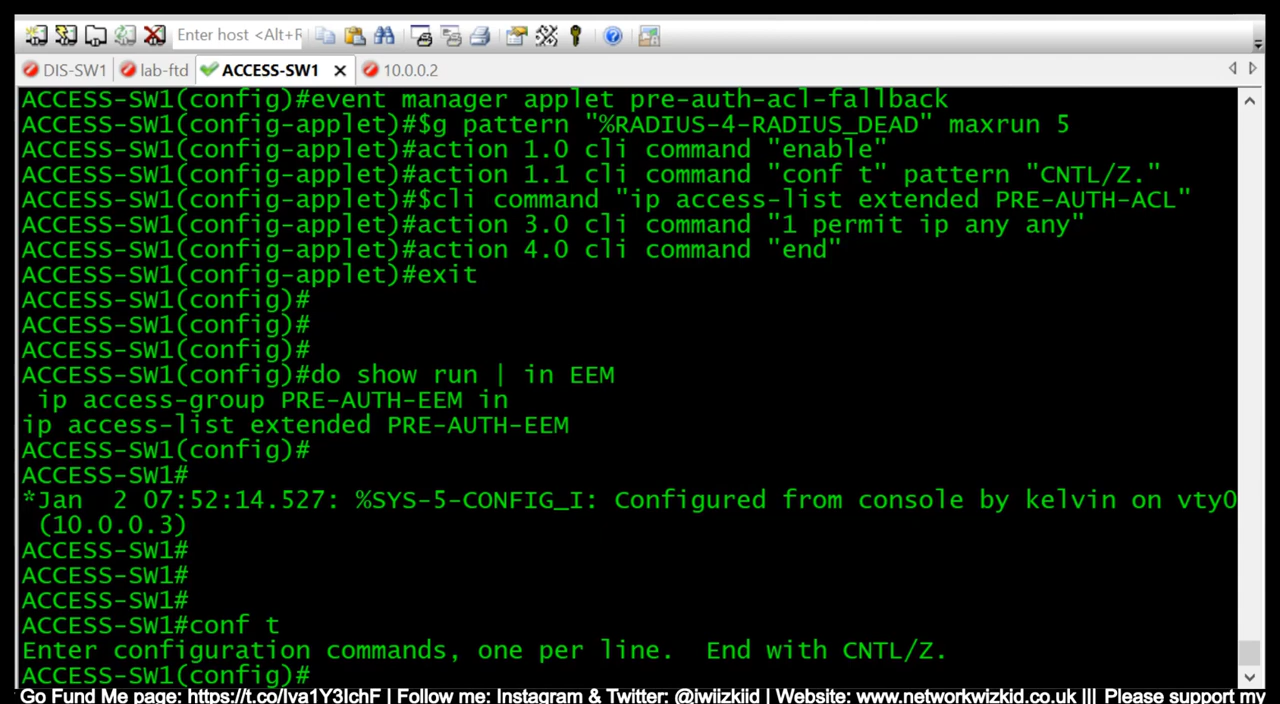 Enter host <Alt+R
DIS-SW1 lab-ftd ACCESS-SW1 10.0.0.2
ACCESS-SW1(config)#event manager applet pre-auth-acl-fallback
ACCESS-SW1(config-applet)#$g pattern "%RADIUS-4-RADIUS_DEAD" maxrun 5
ACCESS-SW1(config-applet)#action 1.0 cli command "enable"
ACCESS-SW1(config-applet)#action 1.1 cli command "conf t" pattern "CNTL/Z."
ACCESS-SW1(config-applet)#$cli command "ip access-list extended PRE-AUTH-ACL"
ACCESS-SW1(config-applet)#action 3.0 cli command "1 permit ip any any"
ACCESS-SW1(config-applet)#action 4.0 cli command "end"
ACCESS-SW1(config-applet)#exit
ACCESS-SW1(config)#
ACCESS-SW1(config)#
ACCESS-SW1(config)#
ACCESS-SW1(config)#do show run | in EEM
ip access-group PRE-AUTH-EEM in
ip access-list extended PRE-AUTH-EEM
ACCESS-SW1(config)#
ACCESS-SW1#
*Jan  2 07:52:14.527: %SYS-5-CONFIG_I: Configured from console by kelvin on vty0
(10.0.0.3)
ACCESS-SW1#
ACCESS-SW1#
ACCESS-SW1#
ACCESS-SW1#conf t
Enter configuration commands, one per line.  End with CNTL/Z.
ACCESS-SW1(config)#
Go Fund Me page: https://t.co/Iva1Y3IchF | Follow me: Instagram & Twitter: @iwiizkiid | Website: www.networkwizkid.co.uk ||| Please support my